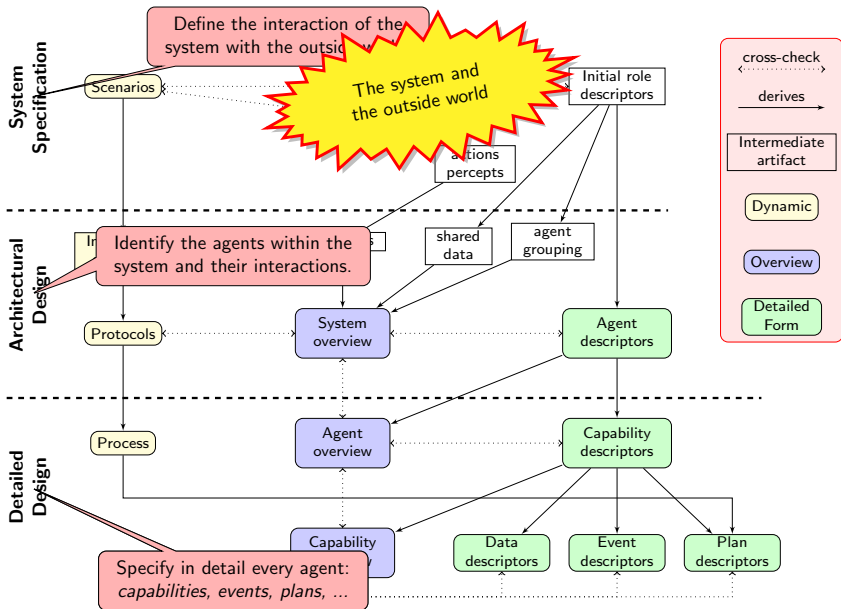 System
Specification
Define the interaction of the
system with the outside
The system and
the outside world
Scenarios
Initial role
descriptors
actions
percepts
cross-check
derives
Intermediate
artifact
Dynamic
Overview
Detailed
Form
Architectural
Design
Identify the agents within the
system and their interactions.
shared
data
agent
grouping
Protocols
System
overview
Agent
descriptors
Detailed
Design
Process
Agent
overview
Capability
descriptors
Capability
Data
descriptors
Event
descriptors
Plan
descriptors
Specify in detail every agent:
capabilities, events, plans, ...